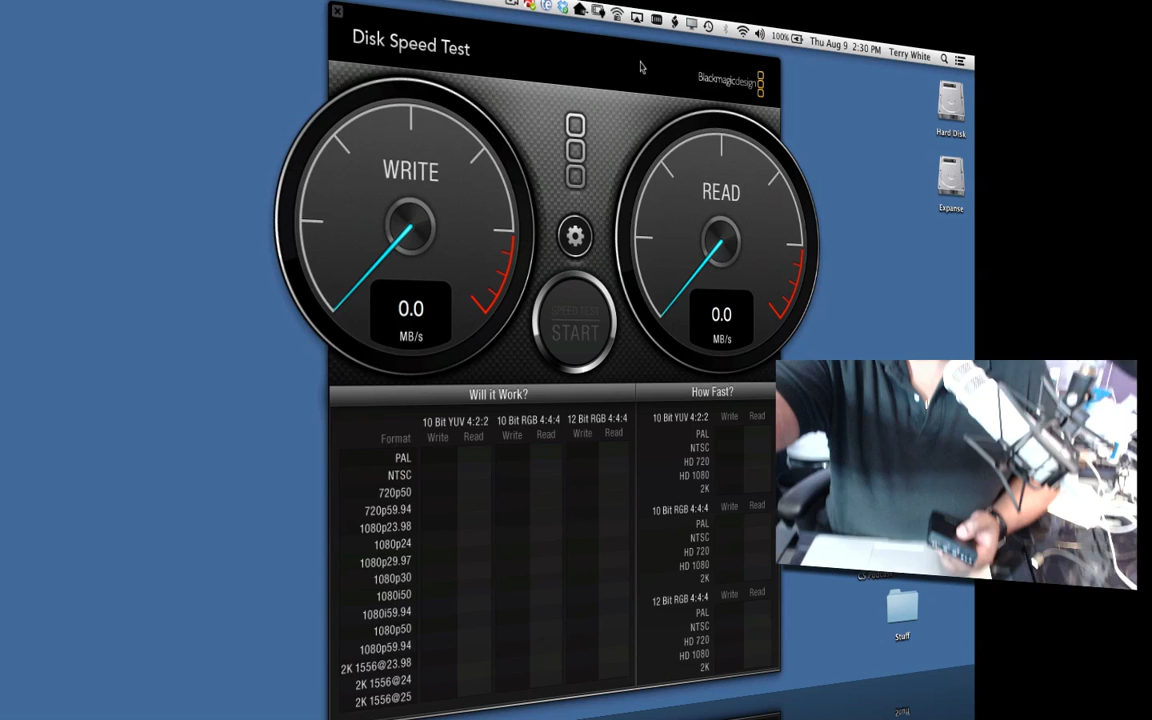 100% Thu Aug 9 2:30 PM Terry White
Disk Speed Test
Blackmagicdesign
Hard Disk
Expanse
WRITE
0.0
MB/s
READ
0.0
MB/s
SPEED TEST
START
Will it Work?
10 Bit YUV 4:2:2 10 Bit RGB 4:4:4 12 Bit RGB 4:4:4
Format Write Read Write Read Write Read
PAL
NTSC
720p50
720p59.94
1080p23.98
1080p24
1080p29.97
1080p30
1080i50
1080i59.94
1080p50
1080p59.94
2K 1556@23.98
2K 1556@24
2K 1556@25
How Fast?
10 Bit YUV 4:2:2 Write Read
PAL
NTSC
HD 720
HD 1080
2K
10 Bit RGB 4:4:4 Write Read
PAL
NTSC
HD 720
HD 1080
2K
12 Bit RGB 4:4:4 Write Read
PAL
NTSC
HD 720
HD 1080
2K
CS Podcast
Stuff